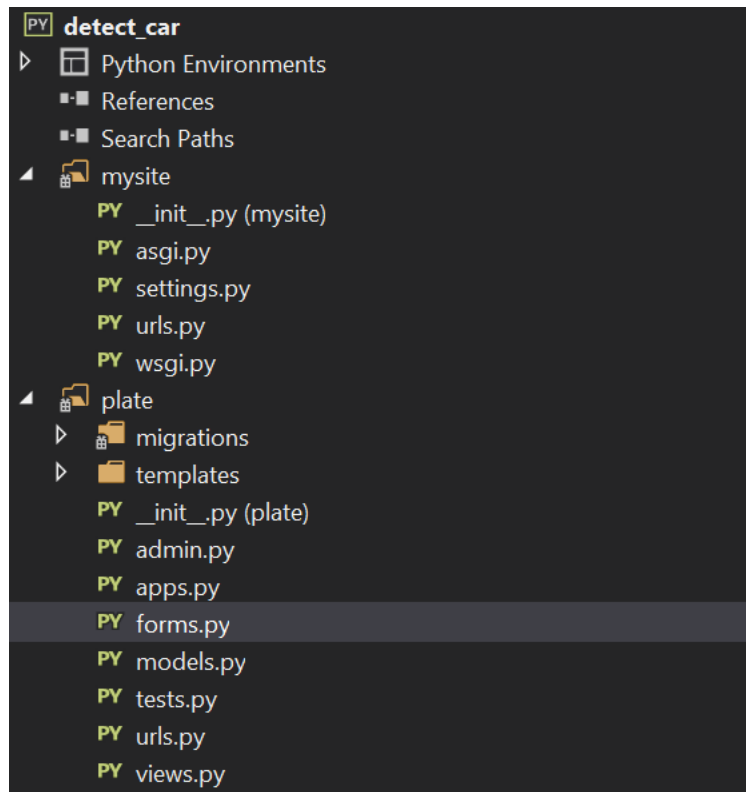 PY detect_car
Python Environments
References
Search Paths
mysite
PY __init__.py (mysite)
PY asgi.py
PY settings.py
PY urls.py
PY wsgi.py
plate
migrations
templates
PY __init__.py (plate)
PY admin.py
PY apps.py
PY forms.py
PY models.py
PY tests.py
PY urls.py
PY views.py